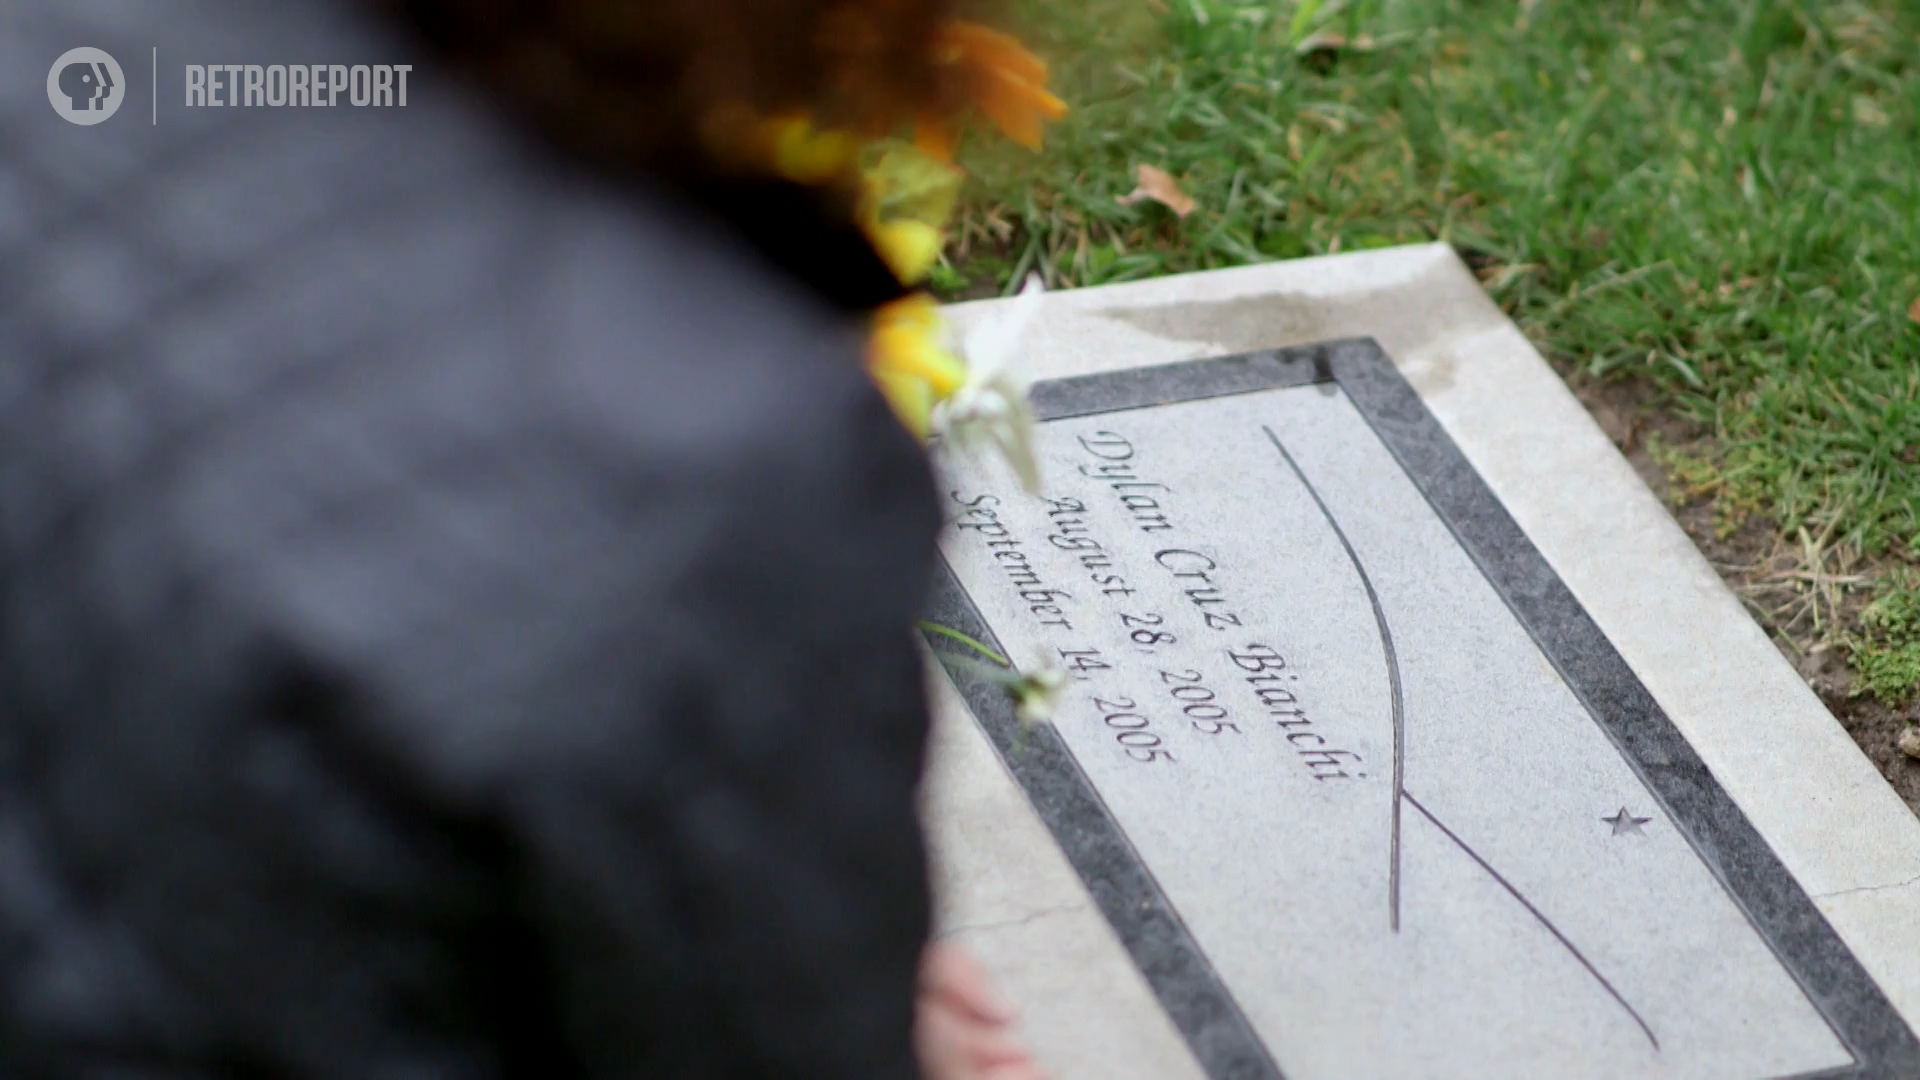 RETROREPORT
Dylan Cruz Bianchi
August 28, 2005
September 14, 2005